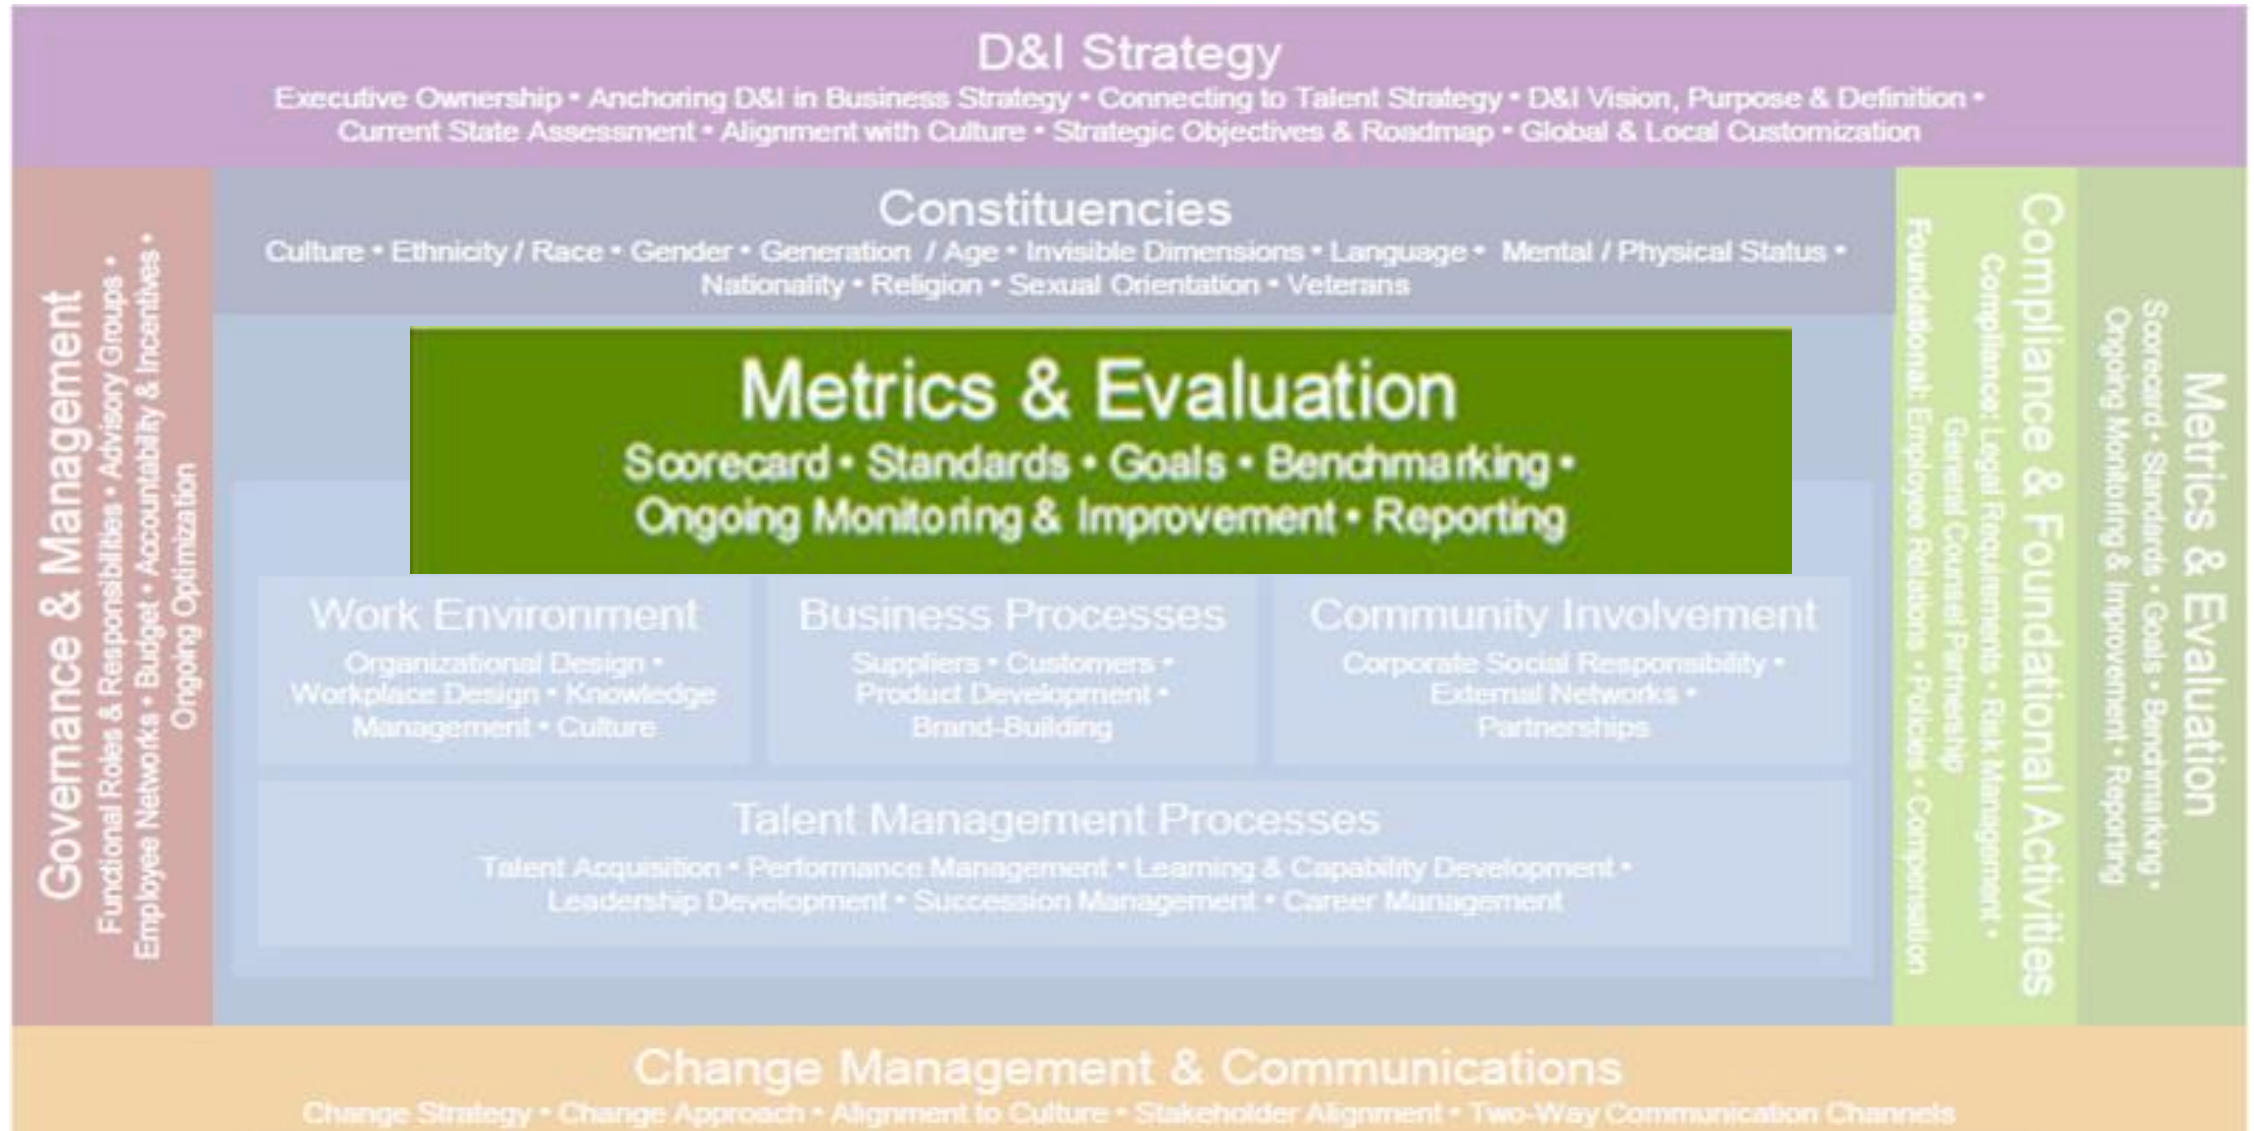 D&I Strategy
Executive Ownership • Anchoring D&I in Business Strategy • Connecting to Talent Strategy • D&I Vision, Purpose & Definition •
Current State Assessment • Alignment with Culture • Strategic Objectives & Roadmap • Global & Local Customization
Governance & Management
Functional Roles & Responsibilities • Advisory Groups •
Employee Networks • Budget • Accountability & Incentives •
Ongoing Optimization
Constituencies
Culture • Ethnicity / Race • Gender • Generation / Age • Invisible Dimensions • Language • Mental / Physical Status •
Nationality • Religion • Sexual Orientation • Veterans
Metrics & Evaluation
Scorecard • Standards • Goals • Benchmarking •
Ongoing Monitoring & Improvement • Reporting
Work Environment
Organizational Design •
Workplace Design • Knowledge
Management • Culture
Business Processes
Suppliers • Customers •
Product Development •
Brand-Building
Community Involvement
Corporate Social Responsibility •
External Networks •
Partnerships
Talent Management Processes
Talent Acquisition • Performance Management • Learning & Capability Development •
Leadership Development • Succession Management • Career Management
Compliance & Foundational Activities
Compliance: Legal Requirements • Risk Management •
General Counsel Partnership
Foundational: Employee Relations • Policies • Compensation
Metrics & Evaluation
Scorecard • Standards • Goals • Benchmarking •
Ongoing Monitoring & Improvement • Reporting
Change Management & Communications
Change Strategy • Change Approach • Alignment to Culture • Stakeholder Alignment • Two-Way Communication Channels